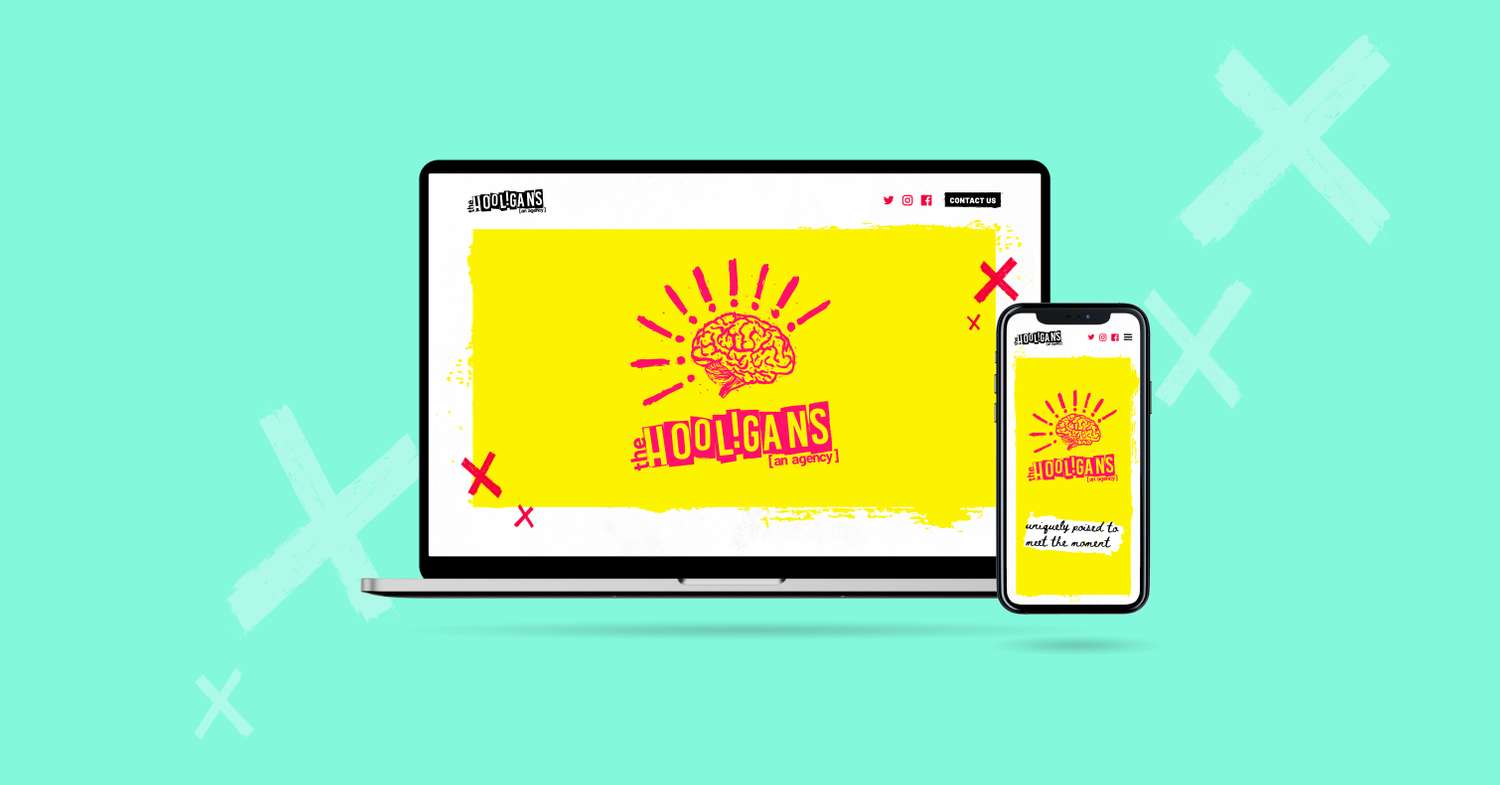 the HOOL!GANS
[an agency]
CONTACT US
the HOOL!GANS
[an agency]
the HOOL!GANS
[an agency]
the HOOL!GANS
[an agency]
uniquely poised to
meet the moment